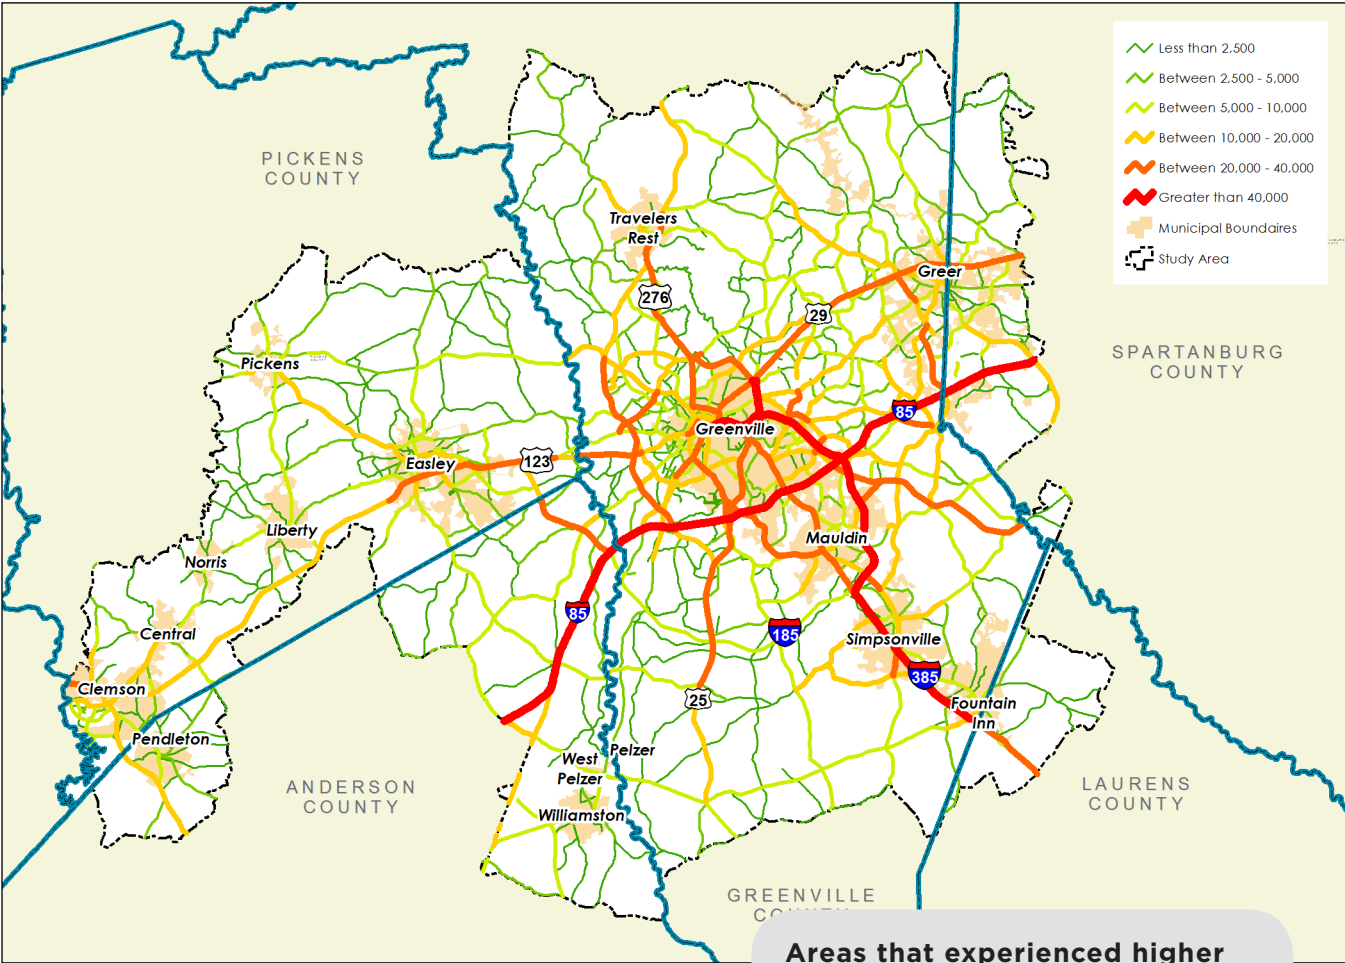 Less than 2,500
Between 2,500 - 5,000
Between 5,000 - 10,000
Between 10,000 - 20,000
Between 20,000 - 40,000
Greater than 40,000
Municipal Boundaires
Study Area
PICKENS
COUNTY
Travelers
Rest
Greer
276
29
SPARTANBURG
COUNTY
Pickens
85
Greenville
Easley
123
Liberty
Mauldin
Norris
85
185
Central
Simpsonville
385
Clemson
25
Fountain
Inn
Pendleton
West
Pelzer
Pelzer
ANDERSON
COUNTY
LAURENS
COUNTY
Williamston
GREENVILLE
Areas that experienced higher